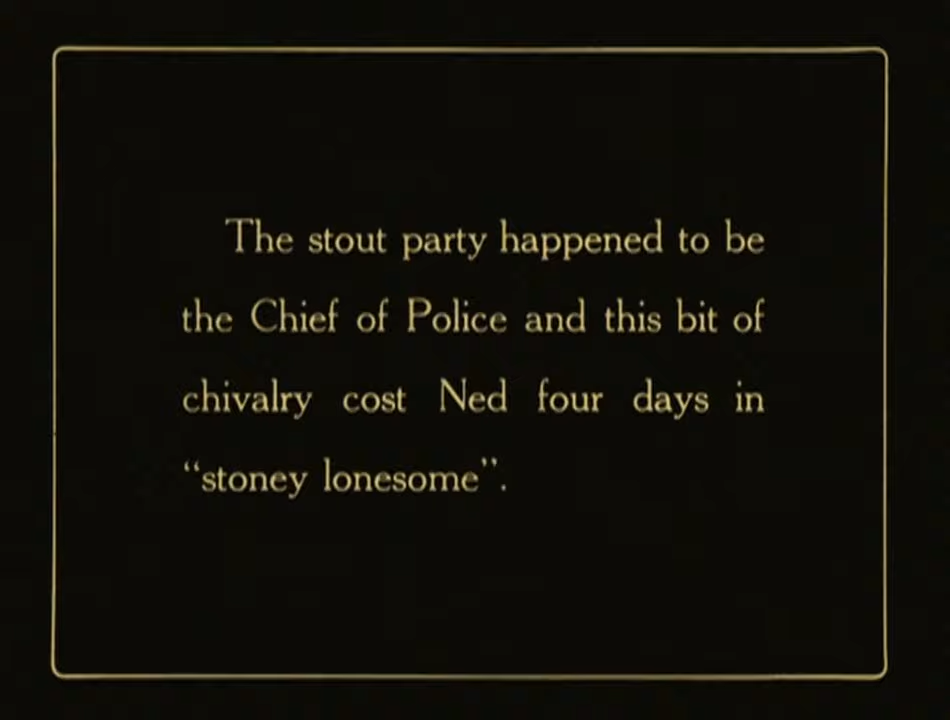 The stout party happened to be
the Chief of Police and this bit of
chivalry cost Ned four days in
“stoney lonesome”.